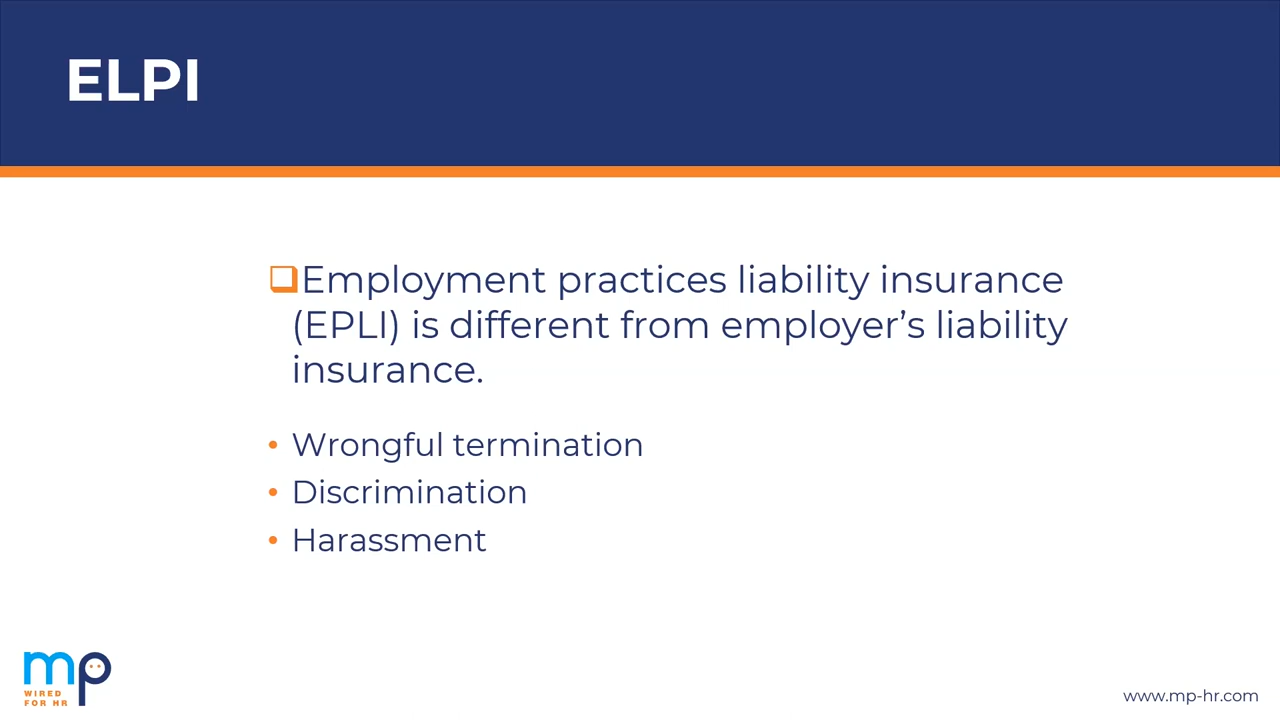 ELPI
Employment practices liability insurance
(EPLI) is different from employer’s liability
insurance.
• Wrongful termination
• Discrimination
• Harassment
mp
WIRED
FOR HR
www.mp-hr.com